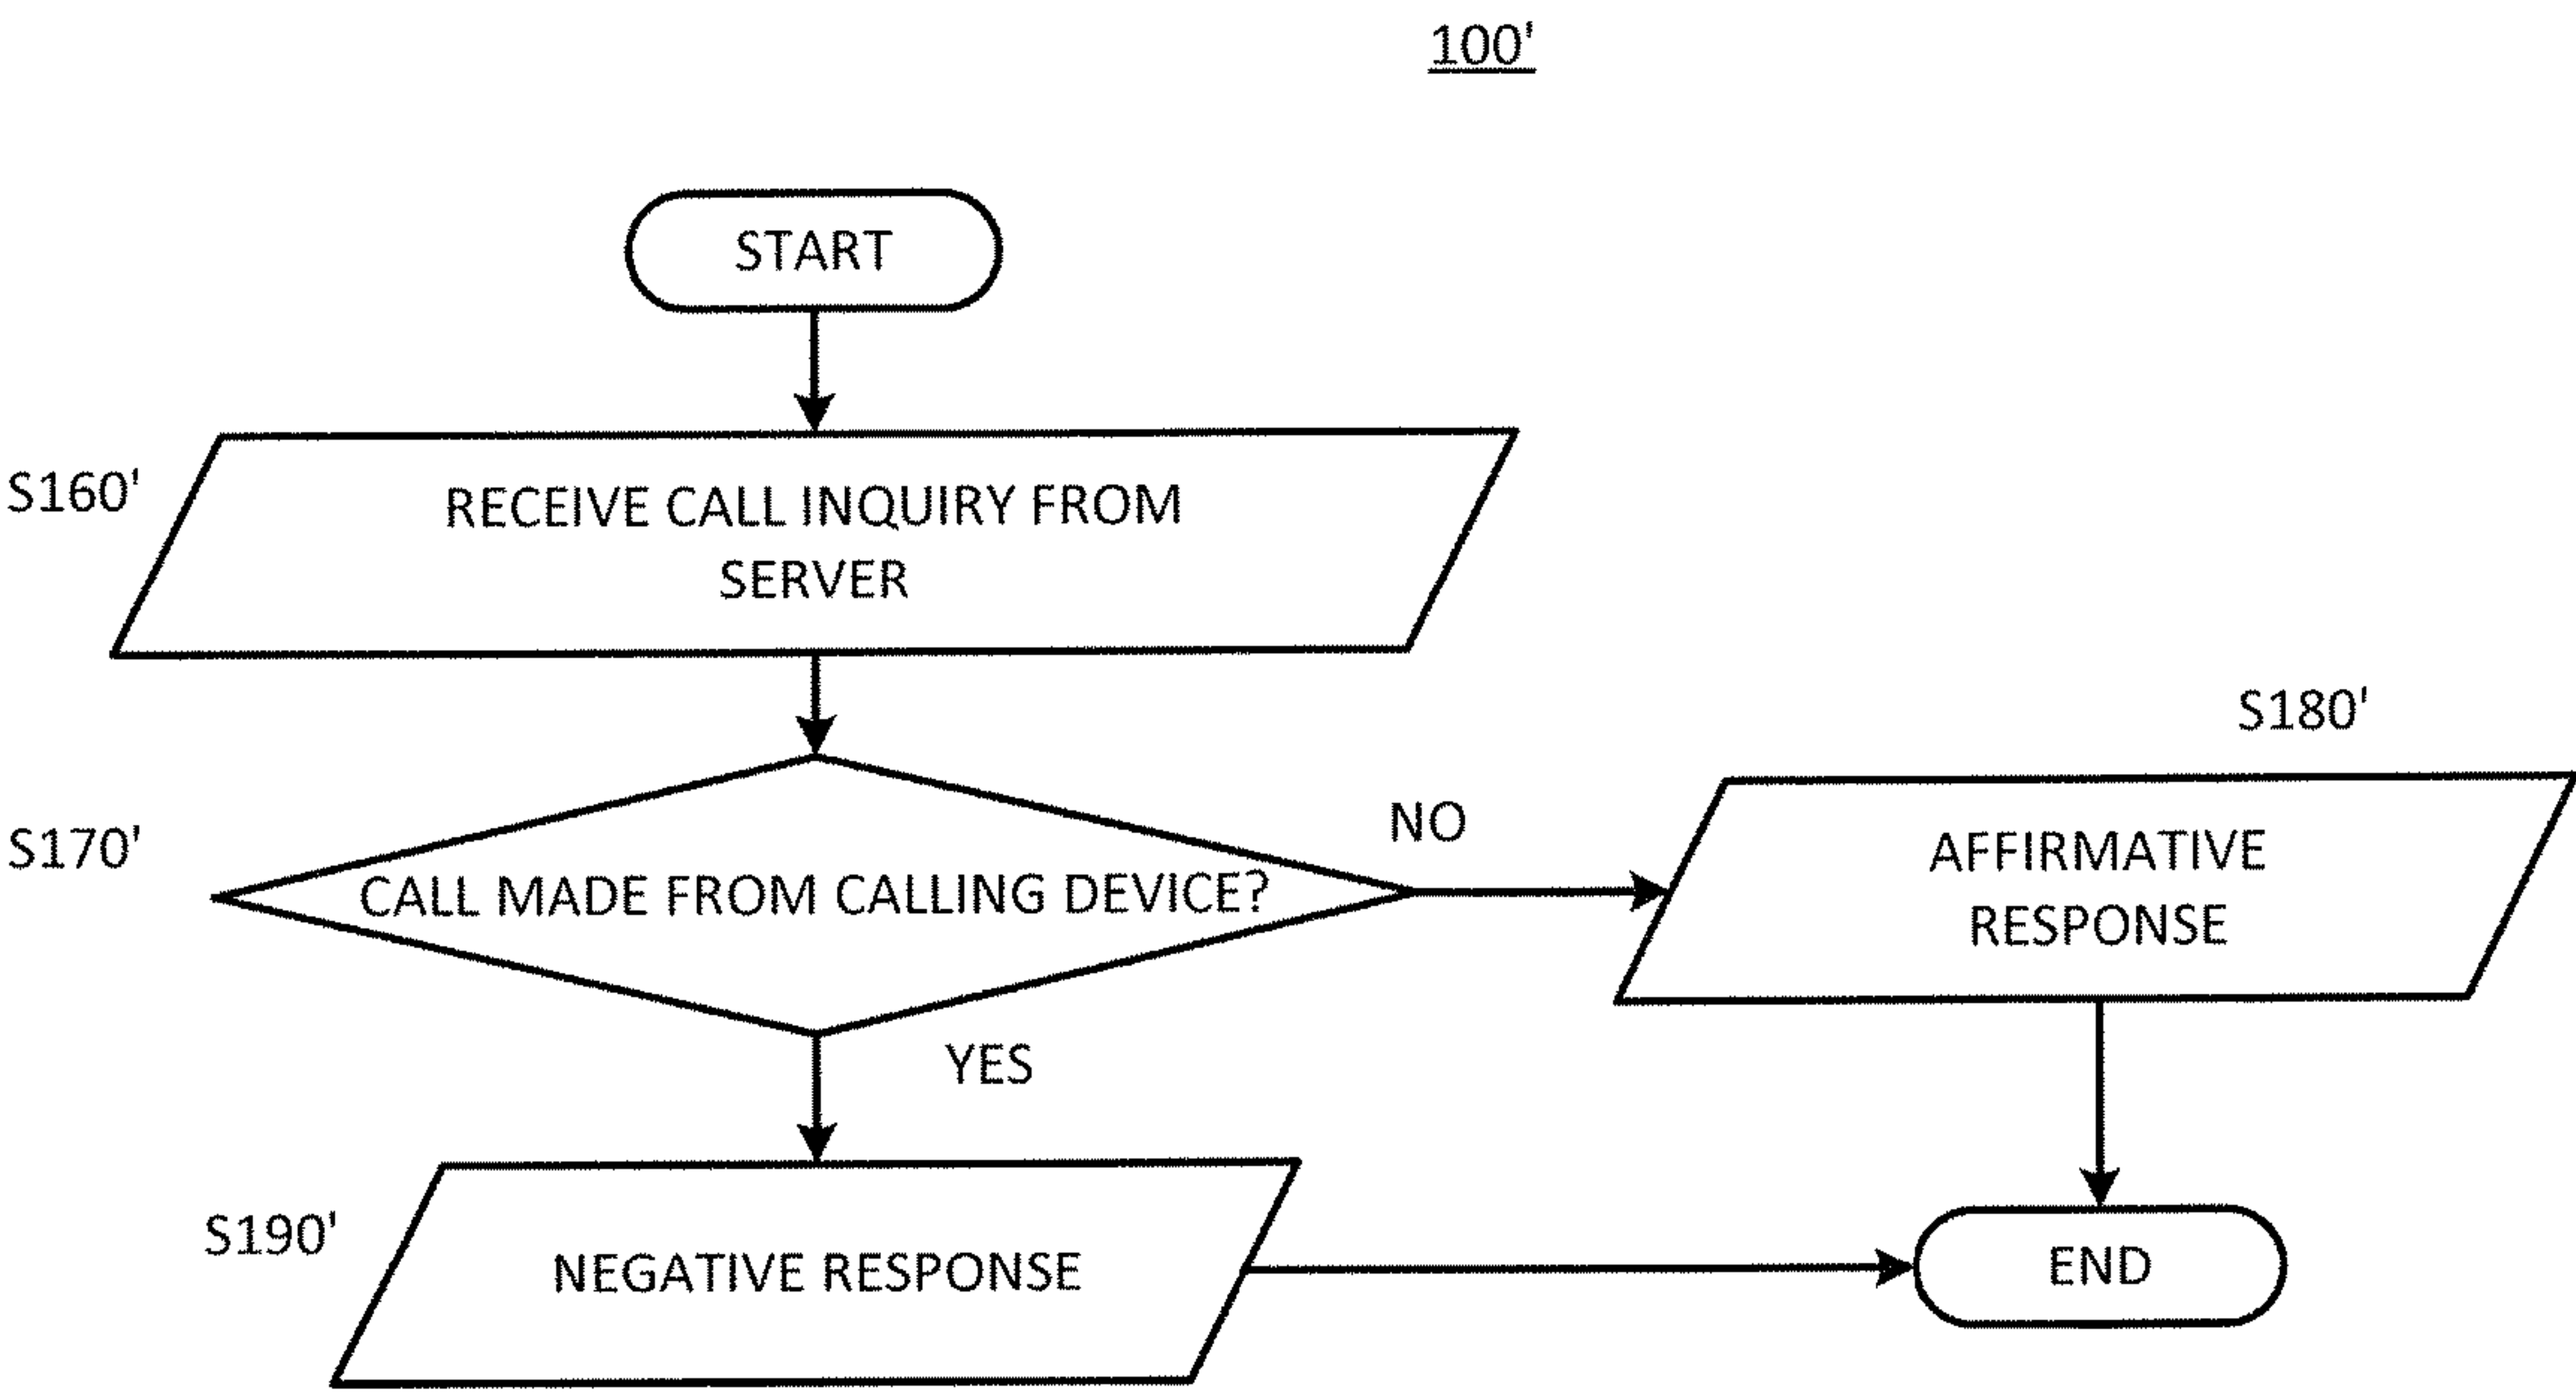 100'
START
S160'
RECEIVE CALL INQUIRY FROM
SERVER
S170'
CALL MADE FROM CALLING DEVICE?
NO
S180'
AFFIRMATIVE
RESPONSE
YES
S190'
NEGATIVE RESPONSE
END